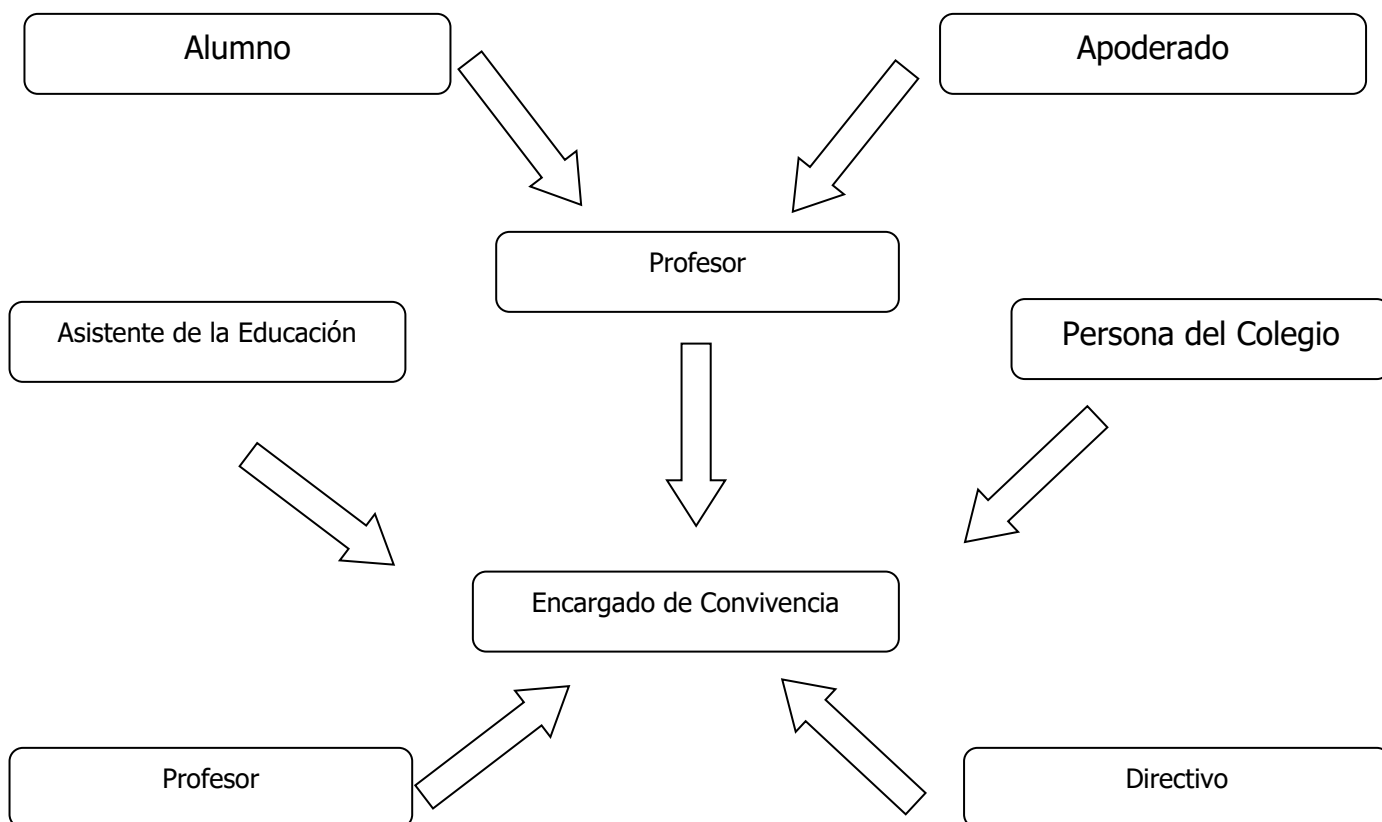 Alumno
Apoderado
Profesor
Asistente de la Educación
Persona del Colegio
Encargado de Convivencia
Profesor
Directivo